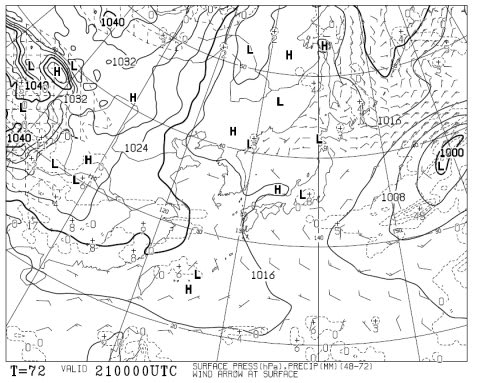 1040
L
H
1032
H
L
L
H
L
1040
1032
H
L
L
1016
1040
H
L
L
1000
L
1024
L
H
L
H
L
1008
L
H
1016
T=72 VALID 210000UTC SURFACE PRESS(hPa),PRECIP(MM)(48-72)
WIND ARROW AT SURFACE